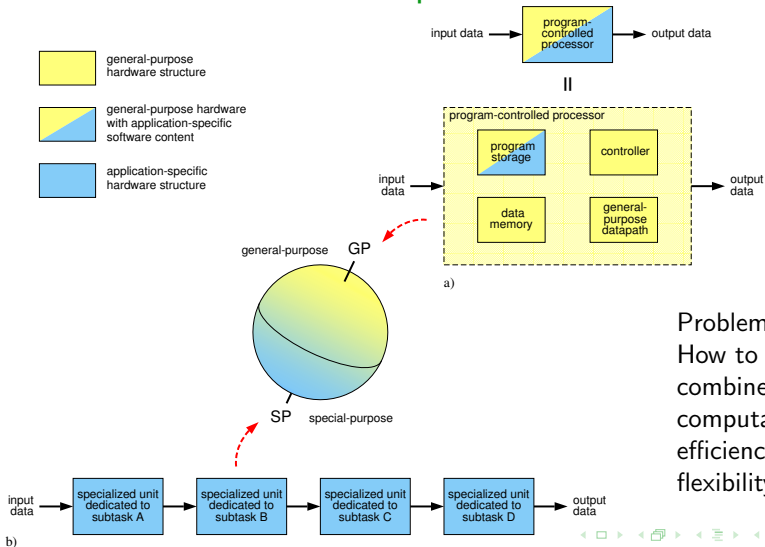 general-purpose
hardware structure
general-purpose hardware
with application-specific
software content
application-specific
hardware structure
input data
program-
controlled
processor
output data
=
program-controlled processor
program
storage
controller
data
memory
general-
purpose
datapath
input
data
output
data
a)
general-purpose
GP
SP
special-purpose
Problem
How to
combine
flexibility
input
data
specialized unit
dedicated to
subtask A
specialized unit
dedicated to
subtask B
specialized unit
dedicated to
subtask C
specialized unit
dedicated to
subtask D
output
data
b)